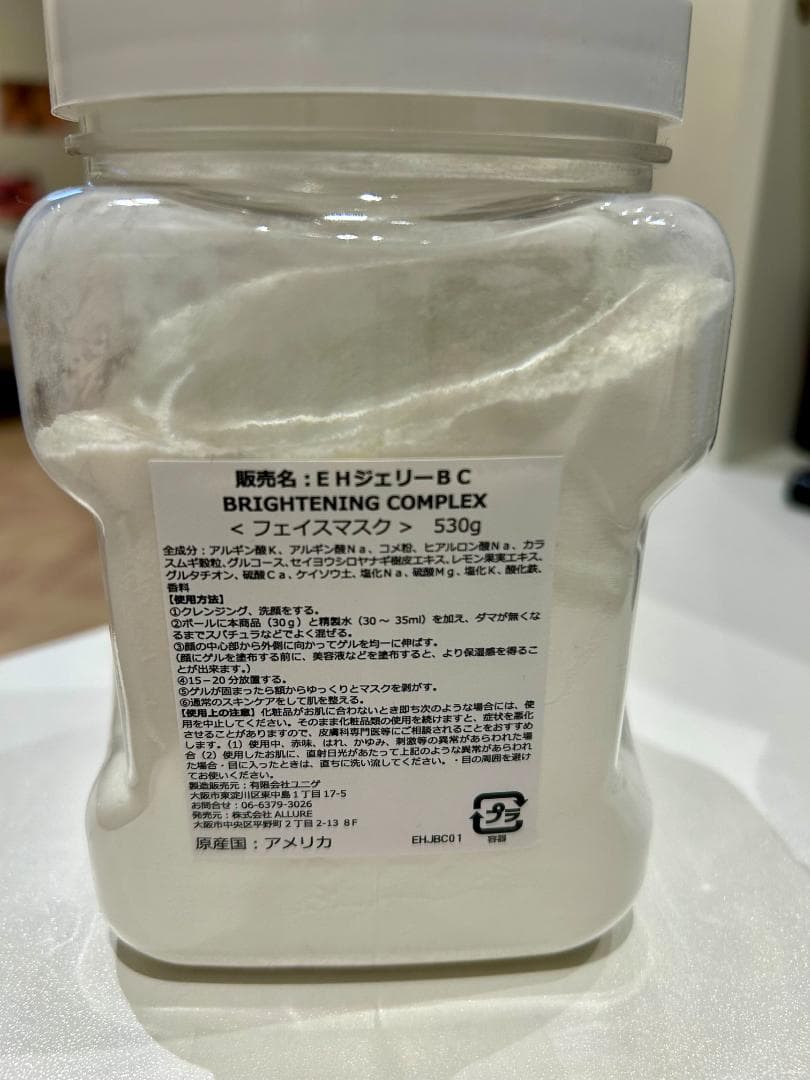 販売名：ＥＨジェリーＢＣ
BRIGHTENING COMPLEX
＜フェイスマスク＞　530g
全成分：アルギン酸Ｋ、アルギン酸Ｎａ、コメ粉、ヒアルロン酸Ｎａ、カラ
スムギ穀粒、グルコース、セイヨウシロヤナギ樹皮エキス、レモン果実エキス、
グルタチオン、硫酸Ｃａ、ケイソウ土、塩化Ｎａ、硫酸Ｍｇ、塩化Ｋ、酸化鉄、
香料
【使用方法】
①クレンジング、洗顔をする。
②ボールに本商品（30ｇ）と精製水（30 ～ 35ml）を加え、ダマが無くな
るまでスパチュラなどでよく混ぜる。
③顔の中心部から外側に向かってゲルを均一に伸ばす。
（顔にゲルを塗布する前に、美容液などを塗布すると、より保湿感を得るこ
とが出来ます。）
④15－20 分放置する。
⑤ゲルが固まったら額からゆっくりとマスクを剥がす。
⑥通常のスキンケアをして肌を整える。
【使用上の注意】化粧品がお肌に合わないとき即ち次のような場合には、使
用を中止してください。そのまま化粧品類の使用を続けますと、症状を悪化
させることがありますので、皮膚科専門医等にご相談されることをおすすめ
します。（1）使用中、赤味、はれ、かゆみ、刺激等の異常があらわれた場
合（2）使用したお肌に、直射日光があたって上記のような異常があらわれ
た場合・目に入ったときは、直ちに洗い流してください。・目の周囲を避け
てお使いください。
製造販売元：有限会社ユニゲ
大阪市東淀川区東中島１丁目17-5
お問合せ：06-6379-3026
発売元：株式会社 ALLURE
大阪市中央区平野町２丁目 2-13 ８Ｆ
原産国：アメリカ
EHJBC01
プラ
容器